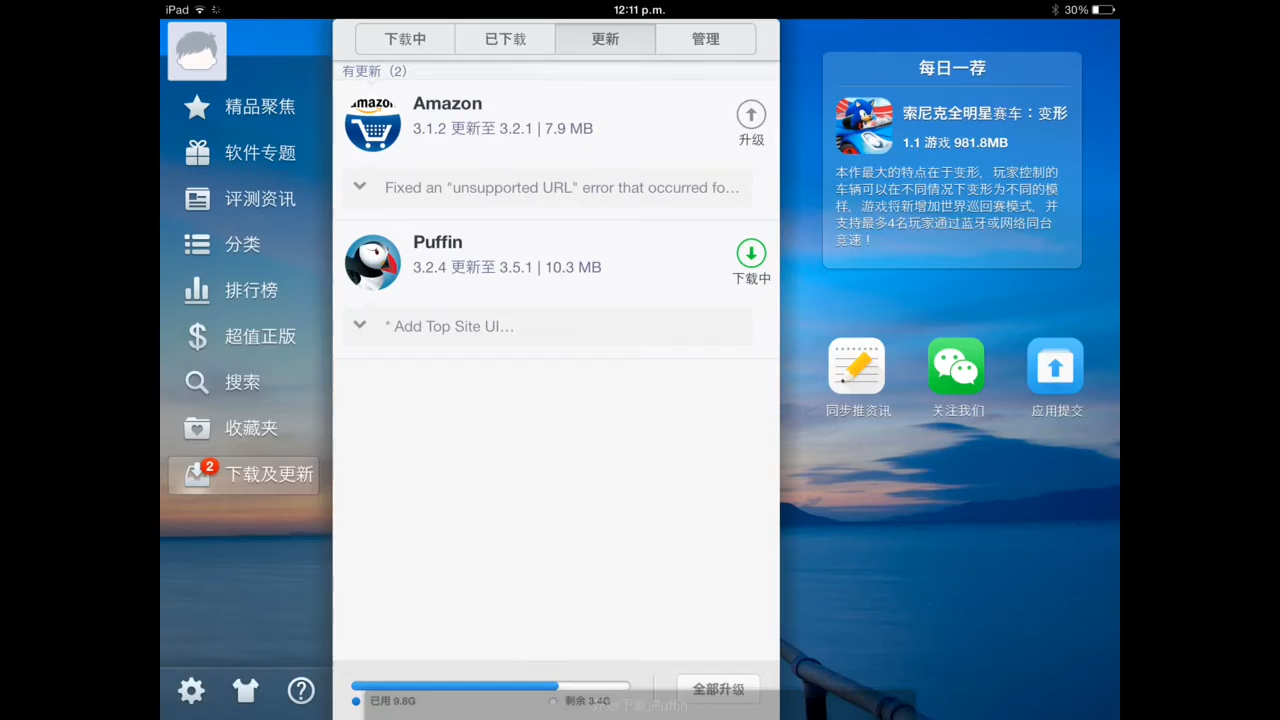 iPad
12:11 p.m.
30%
下载中
已下载
更新
管理
有更新（2）
amazon
Amazon
3.1.2 更新至 3.2.1 | 7.9 MB
升级
Fixed an "unsupported URL" error that occurred fo...
Puffin
3.2.4 更新至 3.5.1 | 10.3 MB
下载中
* Add Top Site UI...
精品聚焦
软件专题
评测资讯
分类
排行榜
超值正版
搜索
收藏夹
2
下载及更新
每日一荐
索尼克全明星赛车：变形
1.1 游戏 981.8MB
本作最大的特点在于变形，玩家控制的
车辆可以在不同情况下变形为不同的模
样，游戏将新增加世界巡回赛模式，并
支持最多4名玩家通过蓝牙或网络同台
竞速！
同步推资讯
关注我们
应用提交
已用 9.8G
剩余 3.4G
全部升级
开始下载:Puffin